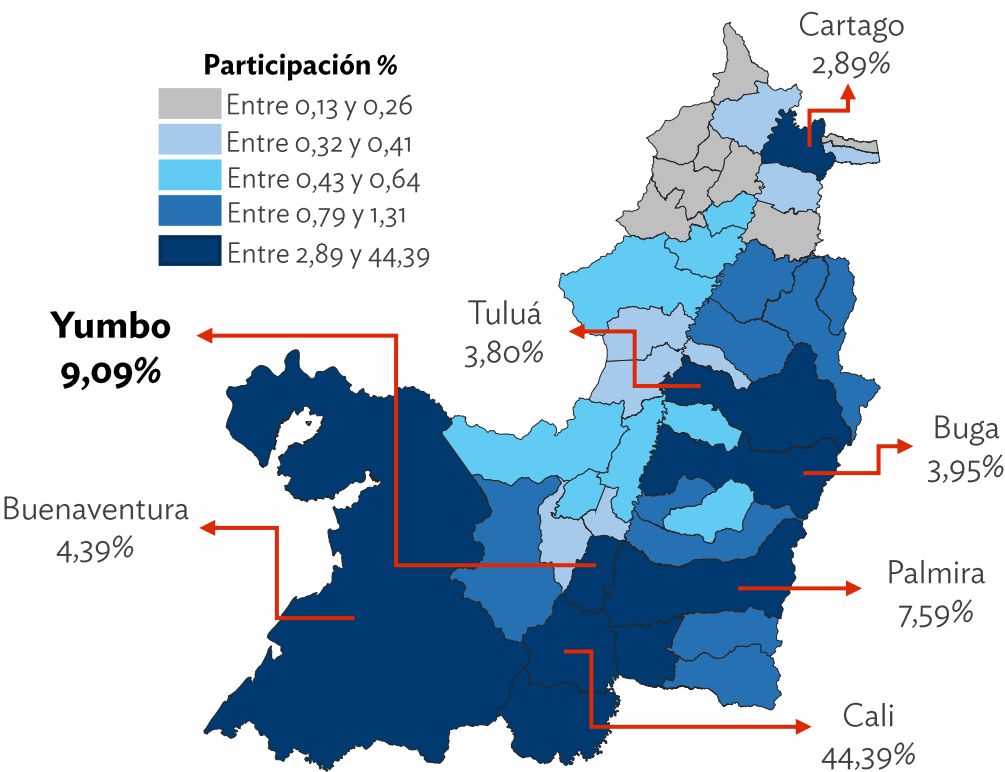 Cartago
2,89%
Participación %
Entre 0,13 y 0,26
Entre 0,32 y 0,41
Entre 0,43 y 0,64
Entre 0,79 y 1,31
Entre 2,89 y 44,39
Yumbo
9,09%
Tuluá
3,80%
Buga
3,95%
Buenaventura
4,39%
Palmira
7,59%
Cali
44,39%